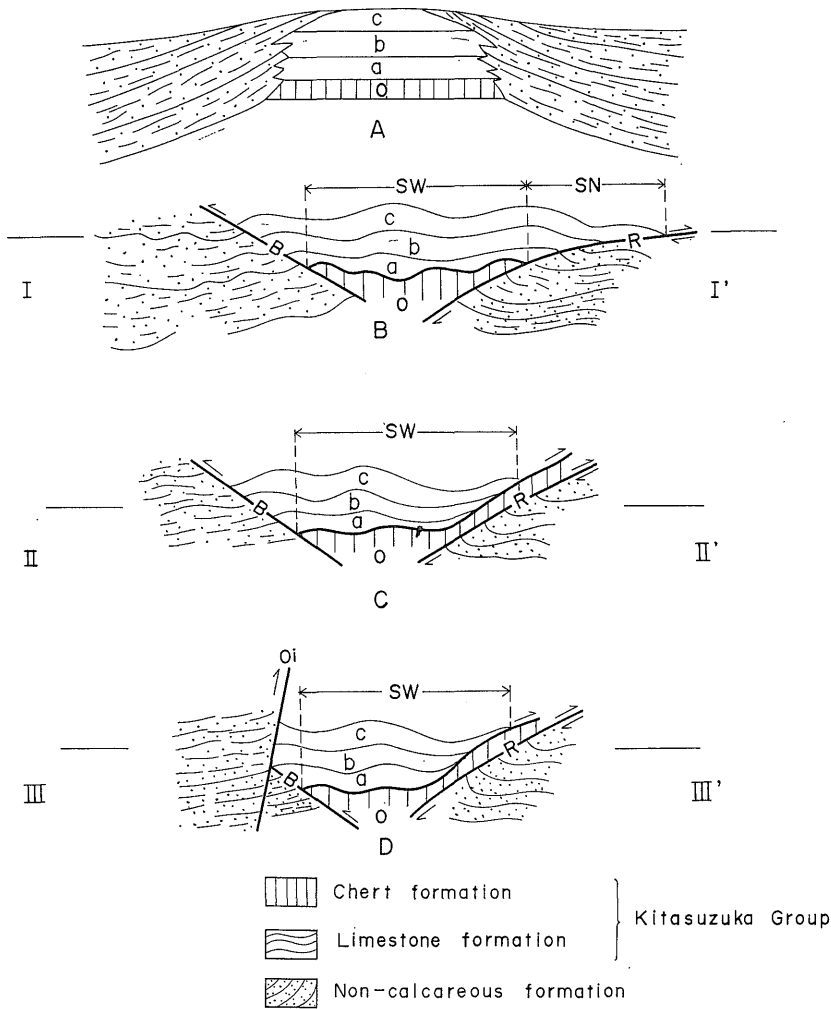 c
b
a
o
A
SW SN
c
B b R
a
I o I'
B
SW
c
B b R
a
II o II'
C
Oi
SW
c
b R
B a
III o III'
D
Chert formation
Limestone formation
Kitasuzuka Group
Non-calcareous formation